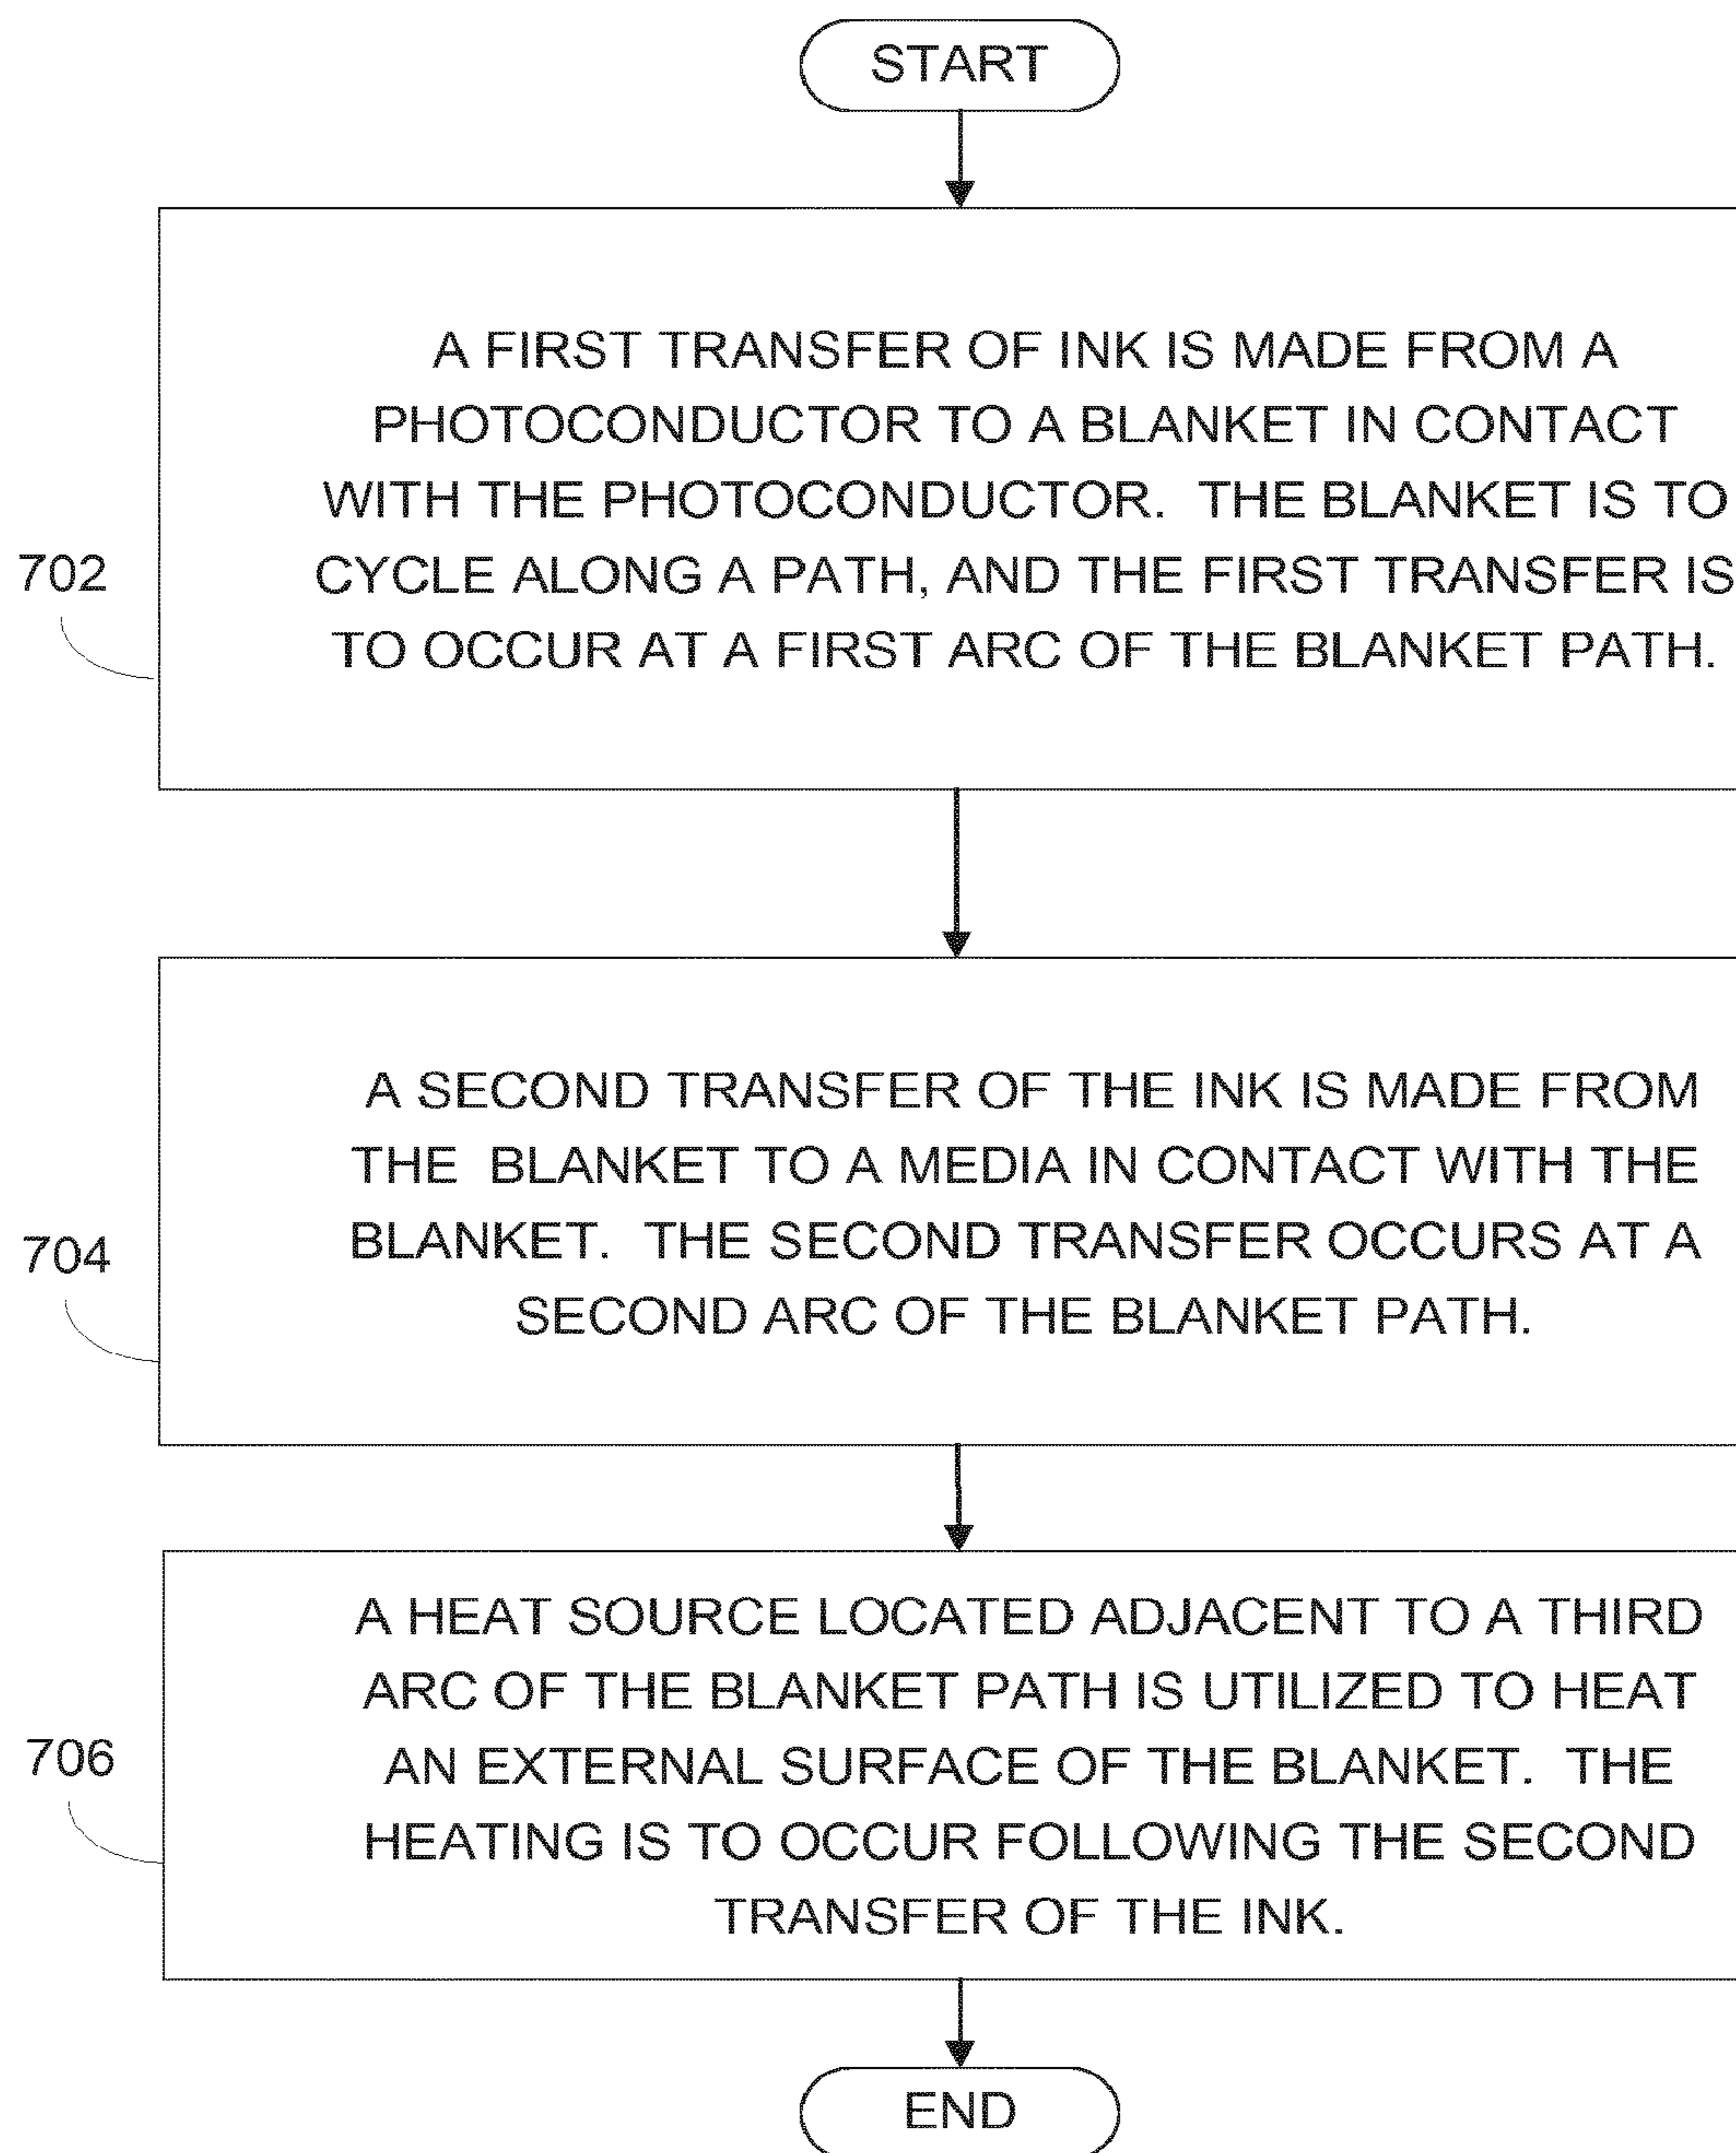 START
A FIRST TRANSFER OF INK IS MADE FROM A
PHOTOCONDUCTOR TO A BLANKET IN CONTACT
WITH THE PHOTOCONDUCTOR.  THE BLANKET IS TO
CYCLE ALONG A PATH, AND THE FIRST TRANSFER IS
TO OCCUR AT A FIRST ARC OF THE BLANKET PATH.
702
A SECOND TRANSFER OF THE INK IS MADE FROM
THE  BLANKET TO A MEDIA IN CONTACT WITH THE
BLANKET.  THE SECOND TRANSFER OCCURS AT A
SECOND ARC OF THE BLANKET PATH.
704
A HEAT SOURCE LOCATED ADJACENT TO A THIRD
ARC OF THE BLANKET PATH IS UTILIZED TO HEAT
AN EXTERNAL SURFACE OF THE BLANKET.  THE
HEATING IS TO OCCUR FOLLOWING THE SECOND
TRANSFER OF THE INK.
706
END